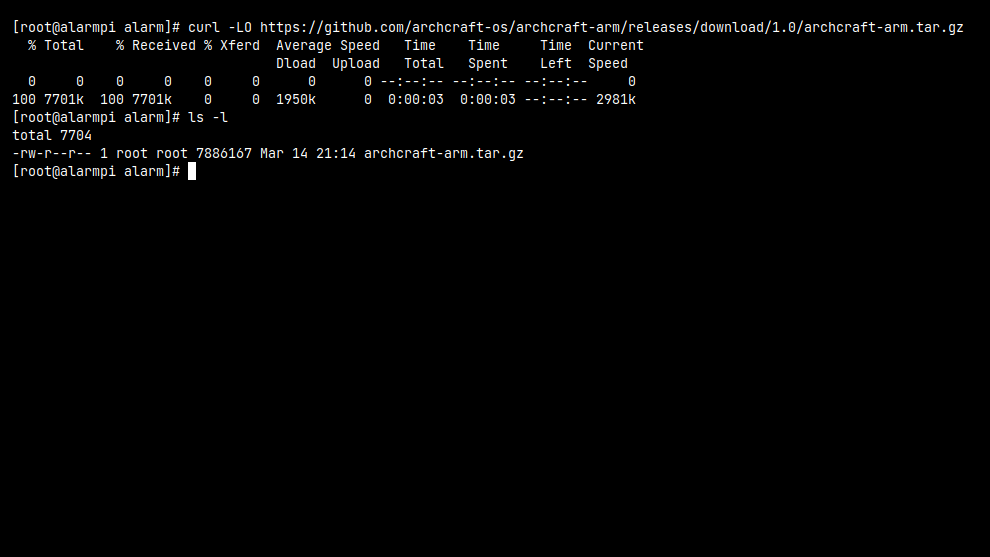 [root@alarmpi alarm]# curl -LO https://github.com/archcraft-os/archcraft-arm/releases/download/1.0/archcraft-arm.tar.gz
  % Total    % Received % Xferd  Average Speed   Time    Time     Time  Current
                                 Dload  Upload   Total   Spent    Left  Speed
  0     0    0     0    0     0      0      0 --:--:-- --:--:-- --:--:--     0
100 7701k  100 7701k    0     0  1950k      0  0:00:03  0:00:03 --:--:-- 2981k
[root@alarmpi alarm]# ls -l
total 7704
-rw-r--r-- 1 root root 7886167 Mar 14 21:14 archcraft-arm.tar.gz
[root@alarmpi alarm]#